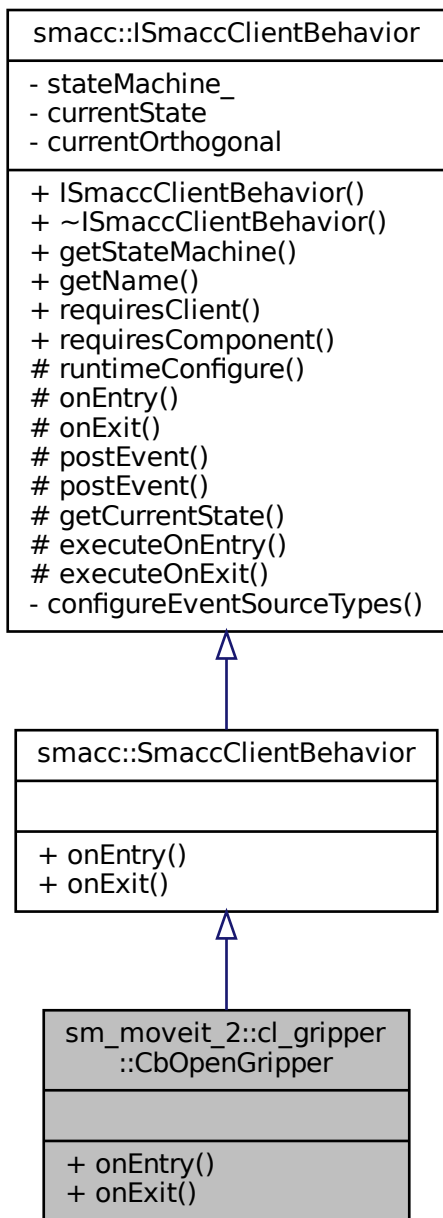 smacc::ISmaccClientBehavior
- stateMachine_
- currentState
- currentOrthogonal
+ ISmaccClientBehavior()
+ ~ISmaccClientBehavior()
+ getStateMachine()
+ getName()
+ requiresClient()
+ requiresComponent()
# runtimeConfigure()
# onEntry()
# onExit()
# postEvent()
# postEvent()
# getCurrentState()
# executeOnEntry()
# executeOnExit()
- configureEventSourceTypes()
smacc::SmaccClientBehavior
+ onEntry()
+ onExit()
sm_moveit_2::cl_gripper
::CbOpenGripper
+ onEntry()
+ onExit()